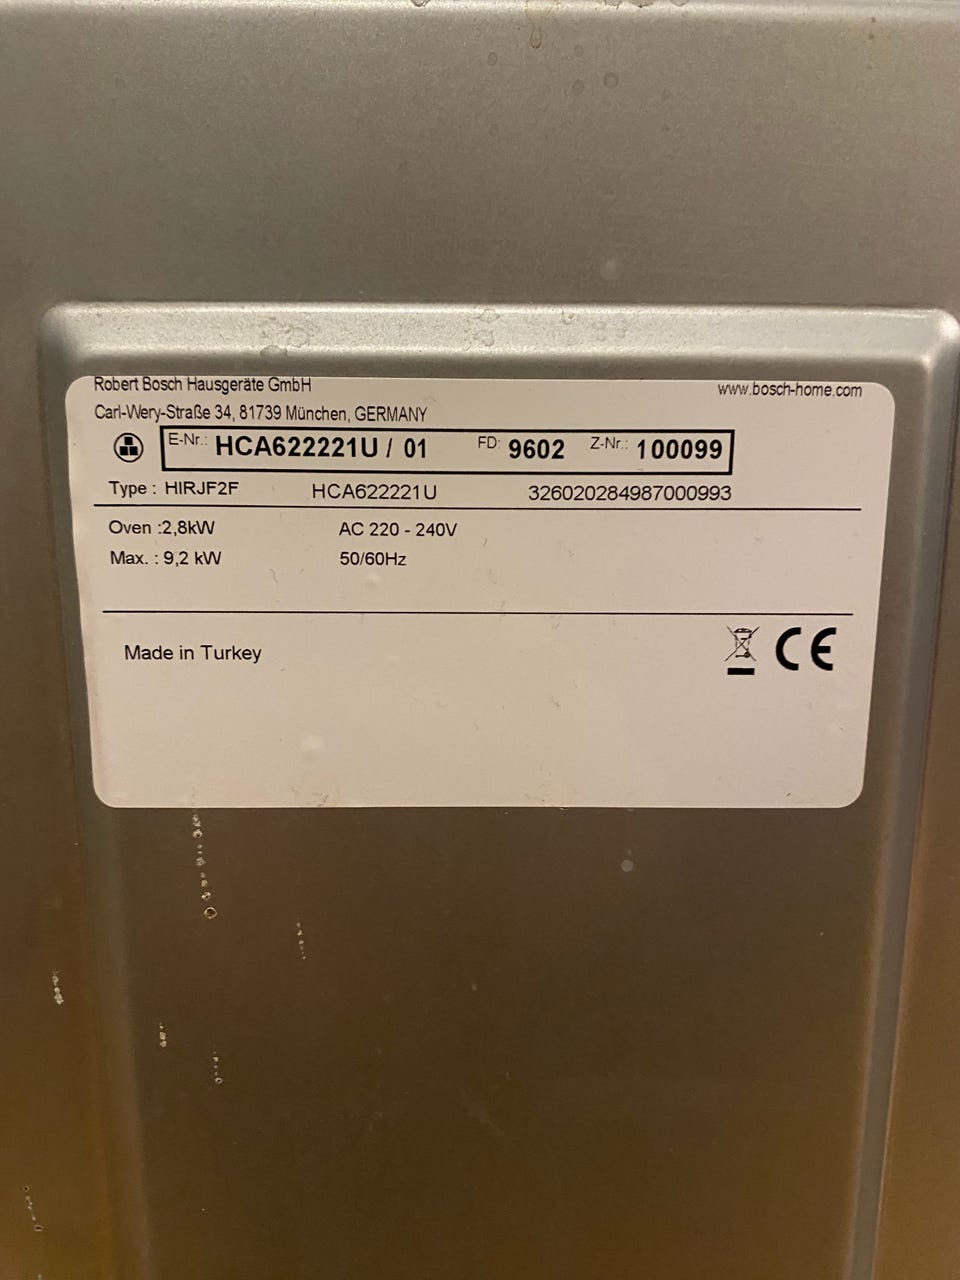 Robert Bosch Hausgeräte GmbH www.bosch-home.com
Carl-Wery-Straße 34, 81739 München, GERMANY
E-Nr.: HCA622221U / 01 FD: 9602 Z-Nr.: 100099
Type : HIRJF2F HCA622221U 326020284987000993
Oven :2,8kW AC 220 - 240V
Max. : 9,2 kW 50/60Hz
Made in Turkey CE